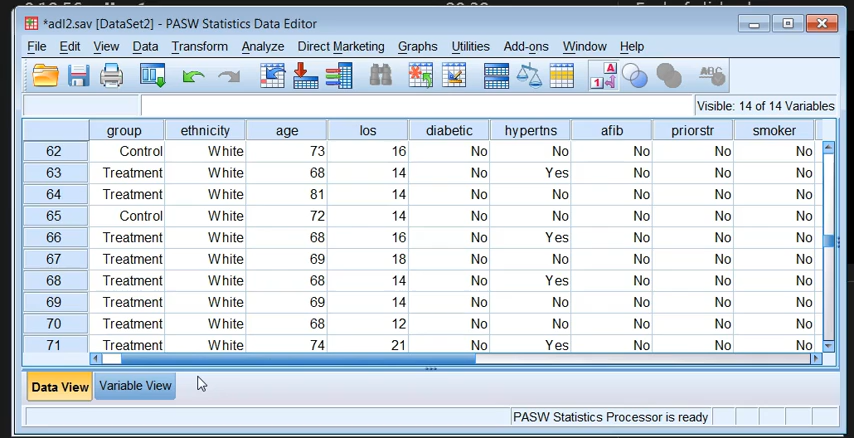 *adl2.sav [DataSet2] - PASW Statistics Data Editor
File Edit View Data Transform Analyze Direct Marketing Graphs Utilities Add-ons Window Help
Visible: 14 of 14 Variables
group ethnicity age los diabetic hypertns afib priorstr smoker
62 Control White 73 16 No No No No No
63 Treatment White 68 14 No Yes No No No
64 Treatment White 81 14 No No No No No
65 Control White 72 14 No No No No No
66 Treatment White 68 16 No Yes No No No
67 Treatment White 69 18 No No No No No
68 Treatment White 68 14 No Yes No No No
69 Treatment White 69 14 No No No No No
70 Treatment White 68 12 No No No No No
71 Treatment White 74 21 No Yes No No No
Data View Variable View
PASW Statistics Processor is ready